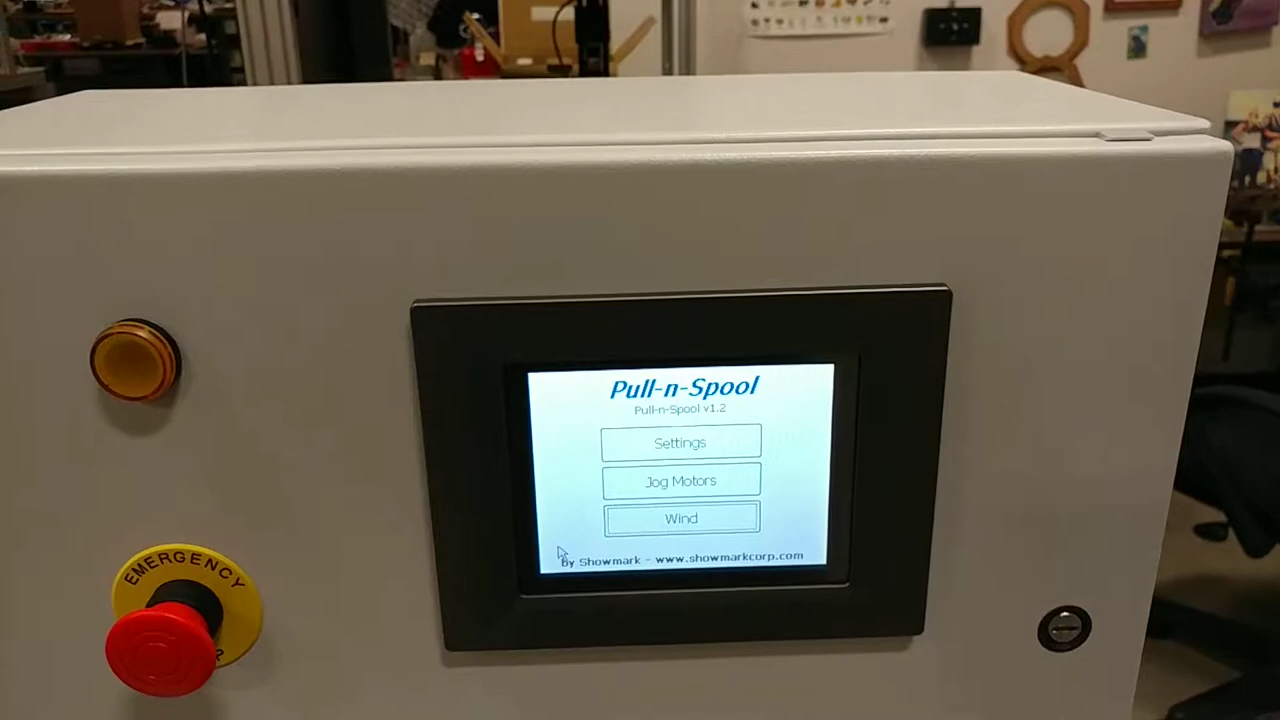 Pull-n-Spool
Pull-n-Spool v1.2
Settings
Jog Motors
Wind
By Showmark - www.showmarkcorp.com
EMERGENCY